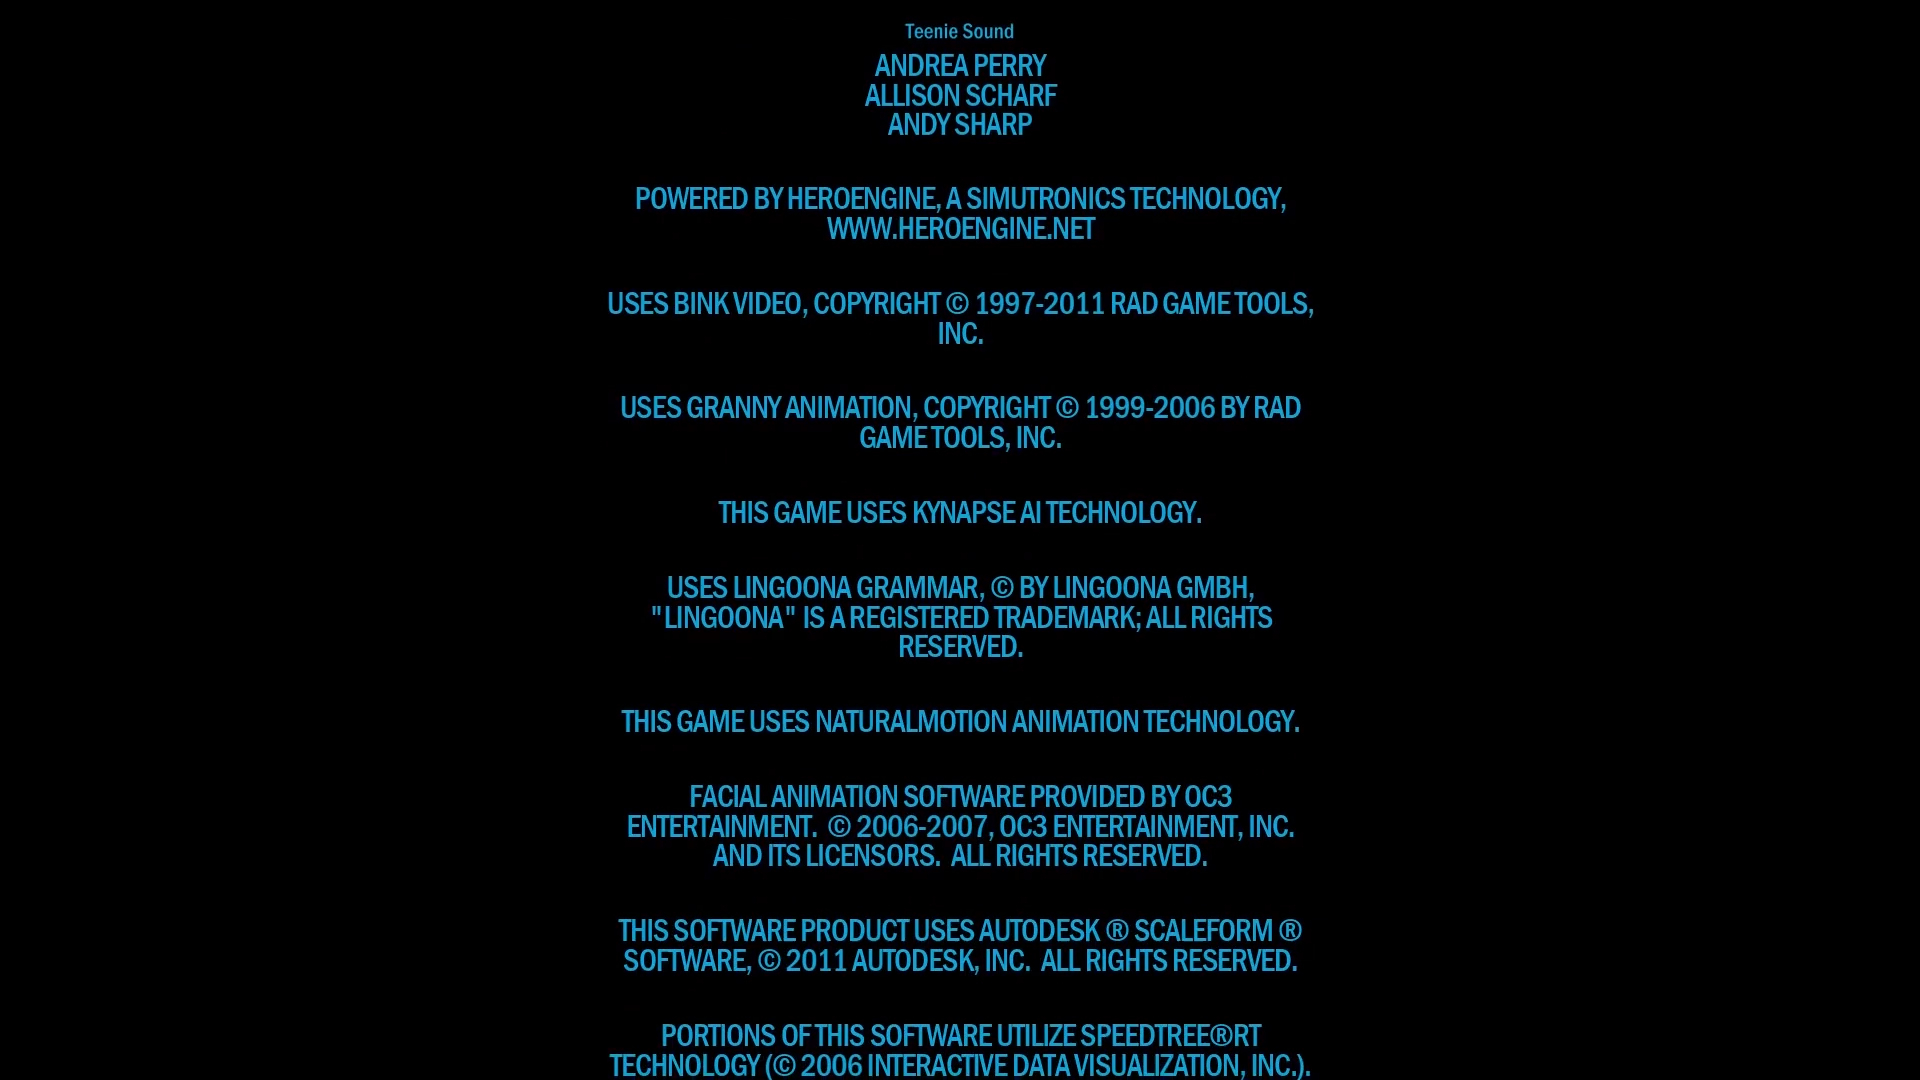 Teenie Sound
ANDREA PERRY
ALLISON SCHARF
ANDY SHARP
POWERED BY HEROENGINE, A SIMUTRONICS TECHNOLOGY,
WWW.HEROENGINE.NET
USES BINK VIDEO, COPYRIGHT © 1997-2011 RAD GAME TOOLS,
INC.
USES GRANNY ANIMATION, COPYRIGHT © 1999-2006 BY RAD
GAME TOOLS, INC.
THIS GAME USES KYNAPSE AI TECHNOLOGY.
USES LINGOONA GRAMMAR, © BY LINGOONA GMBH,
"LINGOONA" IS A REGISTERED TRADEMARK; ALL RIGHTS
RESERVED.
THIS GAME USES NATURALMOTION ANIMATION TECHNOLOGY.
FACIAL ANIMATION SOFTWARE PROVIDED BY OC3
ENTERTAINMENT.  © 2006-2007, OC3 ENTERTAINMENT, INC.
AND ITS LICENSORS.  ALL RIGHTS RESERVED.
THIS SOFTWARE PRODUCT USES AUTODESK ® SCALEFORM ®
SOFTWARE, © 2011 AUTODESK, INC.  ALL RIGHTS RESERVED.
PORTIONS OF THIS SOFTWARE UTILIZE SPEEDTREE®RT
TECHNOLOGY (© 2006 INTERACTIVE DATA VISUALIZATION, INC.).